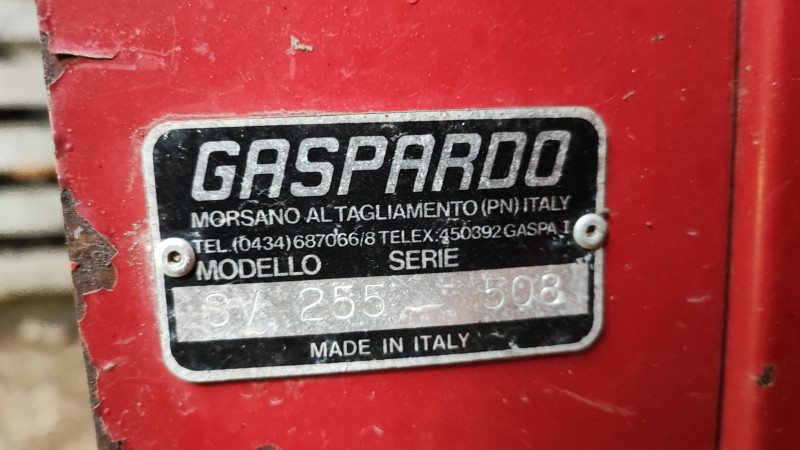 GASPARDO
MORSANO AL TAGLIAMENTO (PN) ITALY
TEL. (0434) 687066/8 TELEX. 450392 GASPA I
MODELLO SERIE
255 - 508
MADE IN ITALY